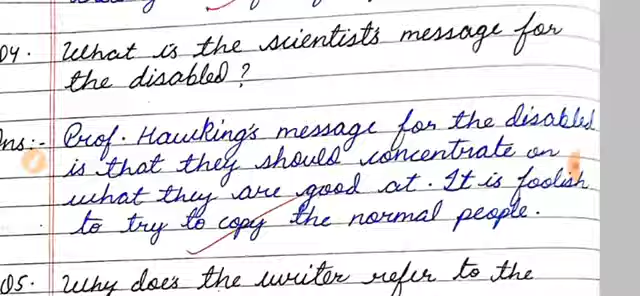 04. What is the scientist's message for
the disabled?
Ans:- Prof. Hawking's message for the disabled
is that they should concentrate on
what they are good at. It is foolish
to try to copy the normal people.
05. Why does the writer refer to the